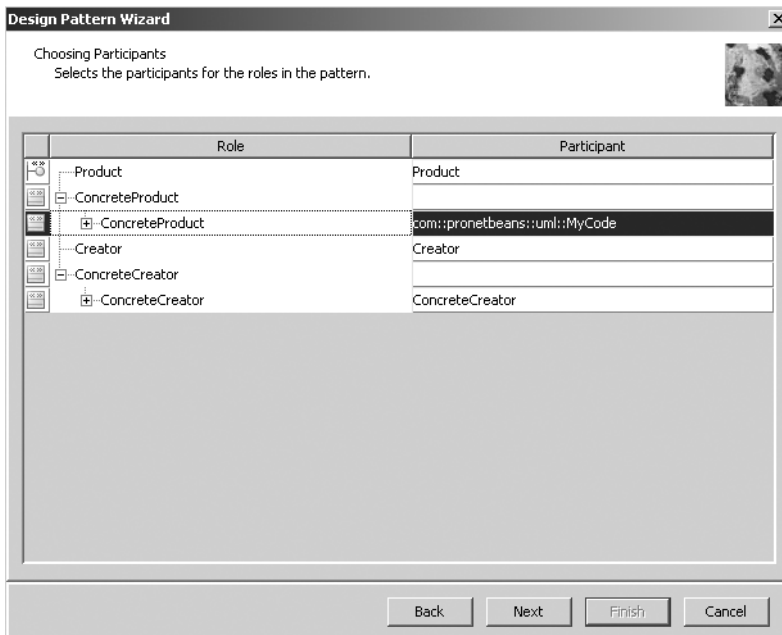 Design Pattern Wizard
Choosing Participants
Selects the participants for the roles in the pattern.
Role Participant
Product Product
ConcreteProduct
ConcreteProduct com::pronetbeans::uml::MyCode
Creator Creator
ConcreteCreator
ConcreteCreator ConcreteCreator
Back Next Finish Cancel